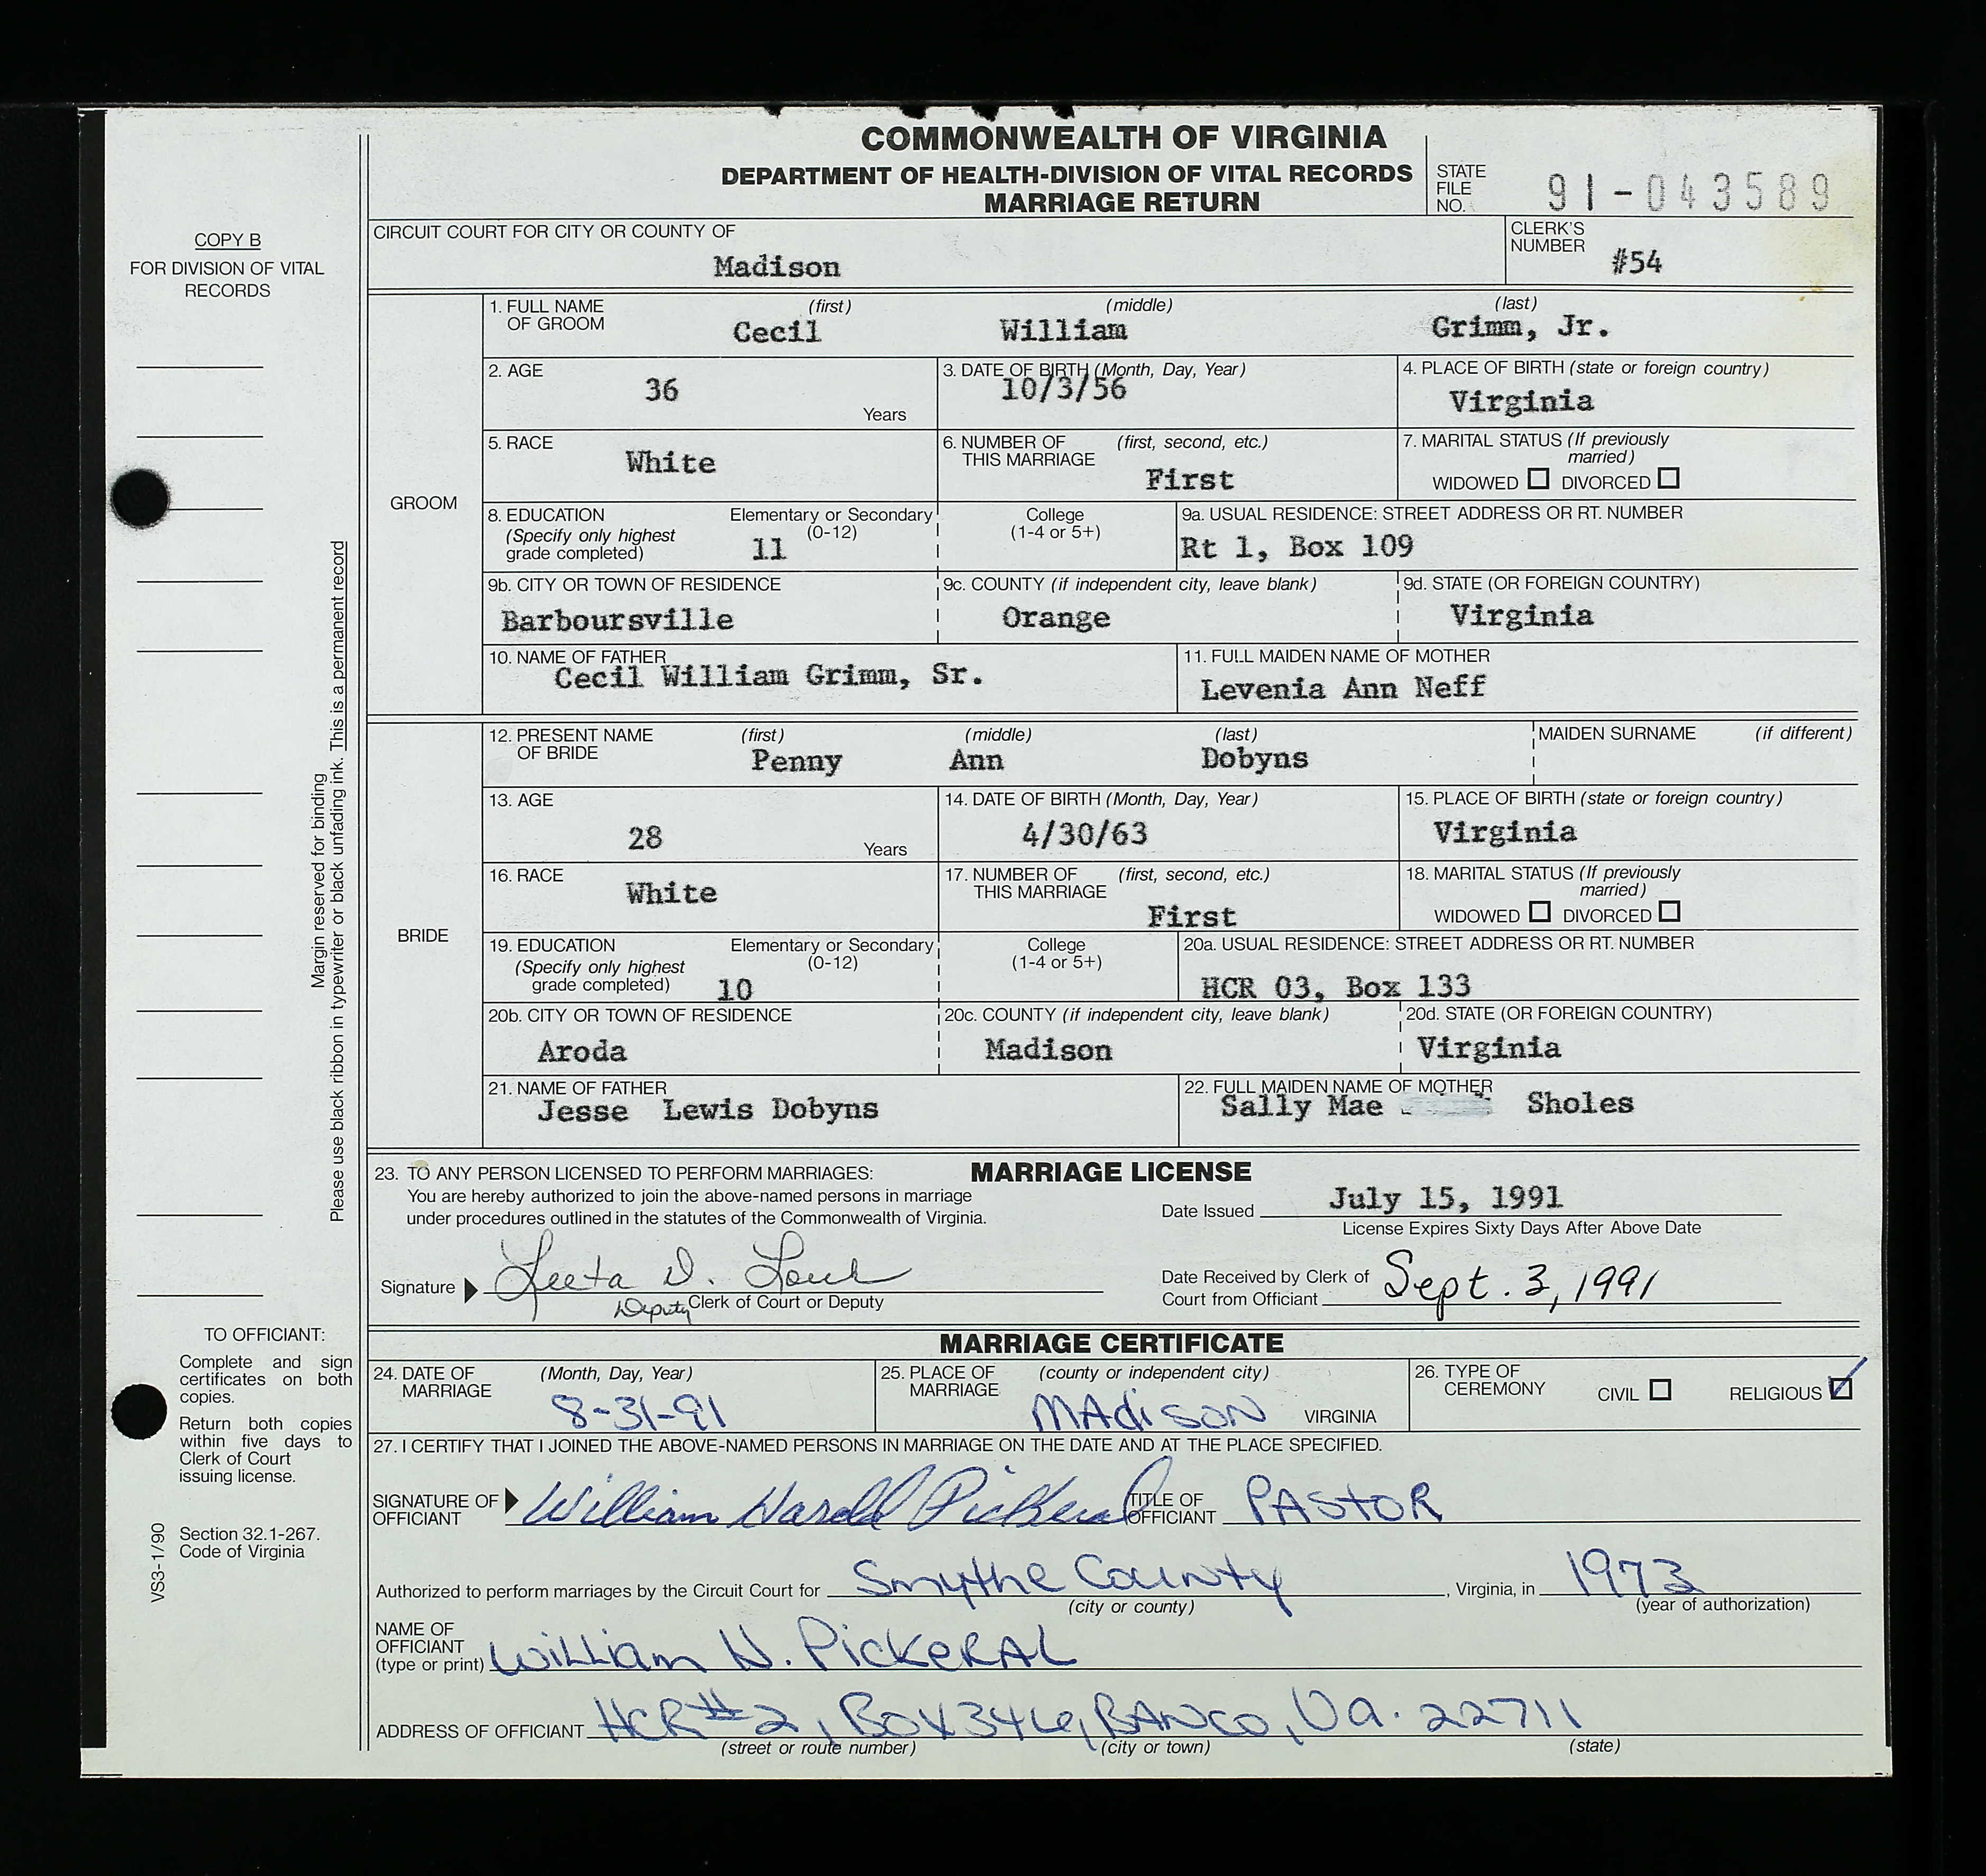 COMMONWEALTH OF VIRGINIA
DEPARTMENT OF HEALTH-DIVISION OF VITAL RECORDS
MARRIAGE RETURN
STATE FILE NO. 91-043589
COPY B
FOR DIVISION OF VITAL RECORDS
CIRCUIT COURT FOR CITY OR COUNTY OF
Madison
CLERK'S NUMBER #54
GROOM
1. FULL NAME OF GROOM (first) (middle) (last)
Cecil William Grimm, Jr.
2. AGE 36 Years
3. DATE OF BIRTH (Month, Day, Year) 10/3/56
4. PLACE OF BIRTH (state or foreign country) Virginia
5. RACE White
6. NUMBER OF THIS MARRIAGE (first, second, etc.) First
7. MARITAL STATUS (If previously married)
WIDOWED DIVORCED
8. EDUCATION (Specify only highest grade completed) Elementary or Secondary (0-12) 11
College (1-4 or 5+)
9a. USUAL RESIDENCE: STREET ADDRESS OR RT. NUMBER
Rt 1, Box 109
9b. CITY OR TOWN OF RESIDENCE Barboursville
9c. COUNTY (if independent city, leave blank) Orange
9d. STATE (OR FOREIGN COUNTRY) Virginia
10. NAME OF FATHER Cecil William Grimm, Sr.
11. FULL MAIDEN NAME OF MOTHER Levenia Ann Neff
BRIDE
12. PRESENT NAME OF BRIDE (first) (middle) (last)
Penny Ann Dobyns
MAIDEN SURNAME (if different)
13. AGE 28 Years
14. DATE OF BIRTH (Month, Day, Year) 4/30/63
15. PLACE OF BIRTH (state or foreign country) Virginia
16. RACE White
17. NUMBER OF THIS MARRIAGE (first, second, etc.) First
18. MARITAL STATUS (If previously married)
WIDOWED DIVORCED
19. EDUCATION (Specify only highest grade completed) Elementary or Secondary (0-12) 10
College (1-4 or 5+)
20a. USUAL RESIDENCE: STREET ADDRESS OR RT. NUMBER
HCR 03, Box 133
20b. CITY OR TOWN OF RESIDENCE Aroda
20c. COUNTY (if independent city, leave blank) Madison
20d. STATE (OR FOREIGN COUNTRY) Virginia
21. NAME OF FATHER Jesse Lewis Dobyns
22. FULL MAIDEN NAME OF MOTHER Sally Mae Sholes
Margin reserved for binding
Please use black ribbon in typewriter or black unfading ink. This is a permanent record
23. TO ANY PERSON LICENSED TO PERFORM MARRIAGES:
MARRIAGE LICENSE
You are hereby authorized to join the above-named persons in marriage
under procedures outlined in the statutes of the Commonwealth of Virginia.
Date Issued July 15, 1991
License Expires Sixty Days After Above Date
Signature Leeta D. Louk
Deputy Clerk of Court or Deputy
Date Received by Clerk of
Court from Officiant Sept. 3, 1991
MARRIAGE CERTIFICATE
24. DATE OF MARRIAGE (Month, Day, Year) 8-31-91
25. PLACE OF MARRIAGE (county or independent city) MAdiSON VIRGINIA
26. TYPE OF CEREMONY CIVIL RELIGIOUS
27. I CERTIFY THAT I JOINED THE ABOVE-NAMED PERSONS IN MARRIAGE ON THE DATE AND AT THE PLACE SPECIFIED.
SIGNATURE OF OFFICIANT William Harold Pickeral
TITLE OF OFFICIANT PAStOR
Authorized to perform marriages by the Circuit Court for Smythe County, Virginia, in 1973
(city or county) (year of authorization)
NAME OF OFFICIANT (type or print) William H. PickeRAL
ADDRESS OF OFFICIANT HCR#2, Box 346, BANCO, Va. 22711
(street or route number) (city or town) (state)
TO OFFICIANT:
Complete and sign
certificates on both
copies.
Return both copies
within five days to
Clerk of Court
issuing license.
Section 32.1-267.
Code of Virginia
VS3-1/90